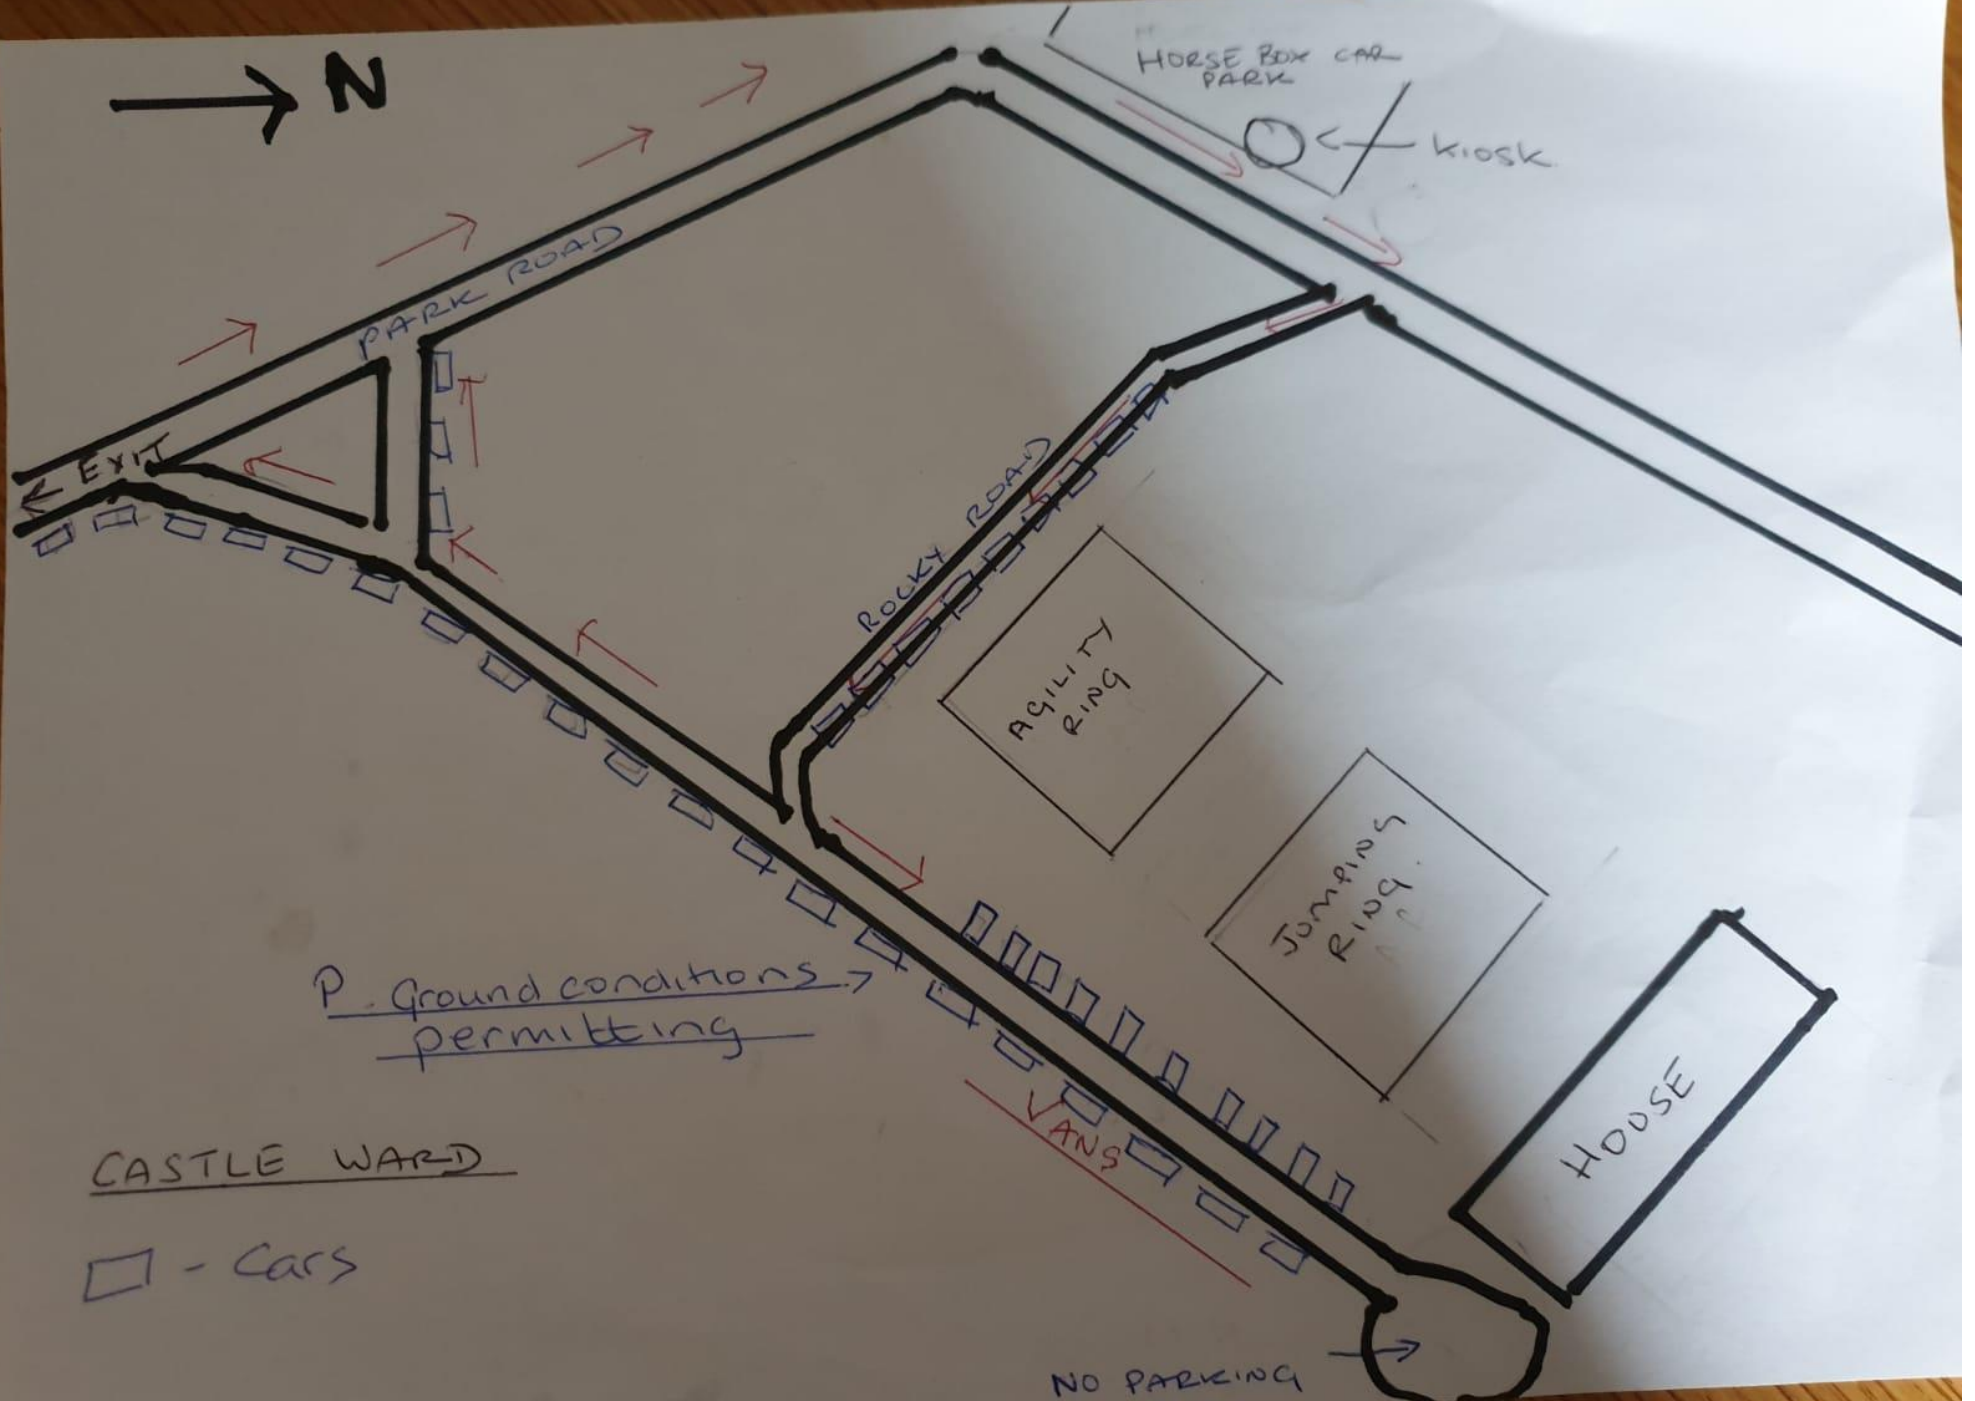 N
HORSE BOX CAR
PARK
KIOSK
PARK ROAD
EXIT
ROCKY ROAD
AGILITY
RING
JUMPING
RING.
P. Ground conditions
permitting
VANS
HOUSE
CASTLE WARD
- Cars
NO PARKING